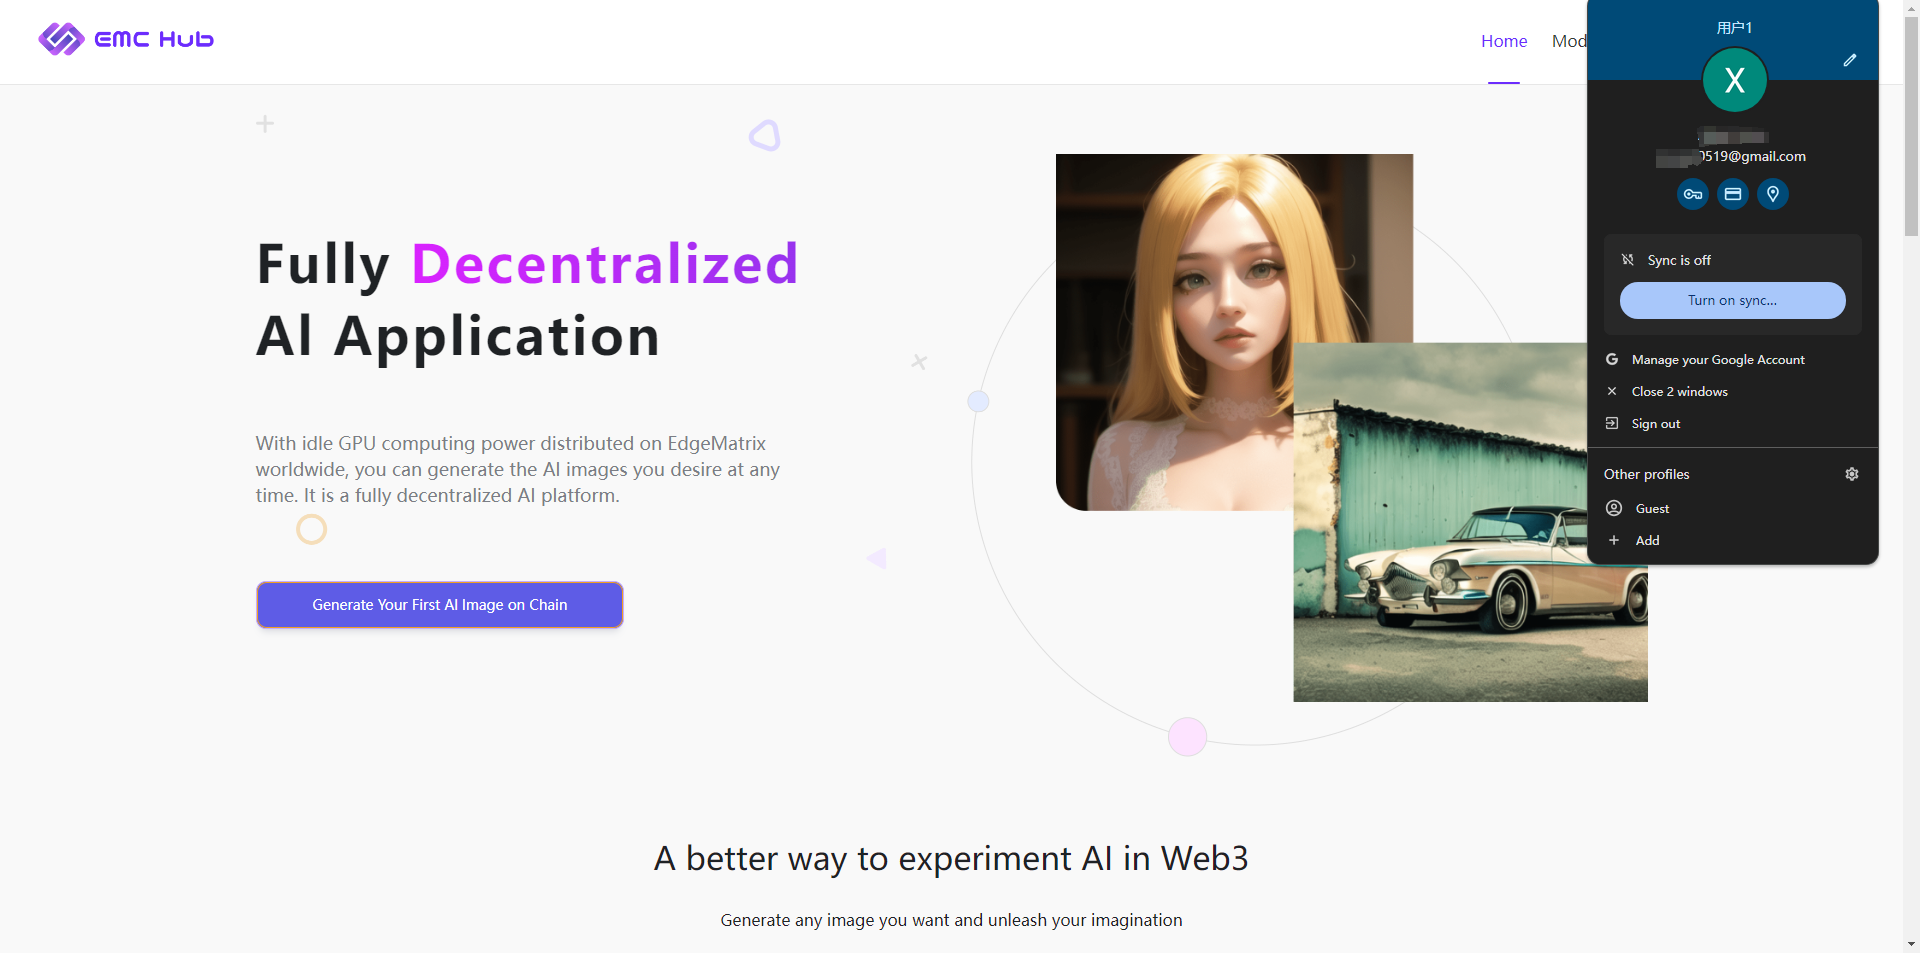 EMC Hub
Home
Mod
用户1
X
0519@gmail.com
Sync is off
Turn on sync...
Manage your Google Account
Close 2 windows
Sign out
Other profiles
Guest
Add
Fully Decentralized
AI Application
With idle GPU computing power distributed on EdgeMatrix
worldwide, you can generate the AI images you desire at any
time. It is a fully decentralized AI platform.
Generate Your First AI Image on Chain
A better way to experiment AI in Web3
Generate any image you want and unleash your imagination